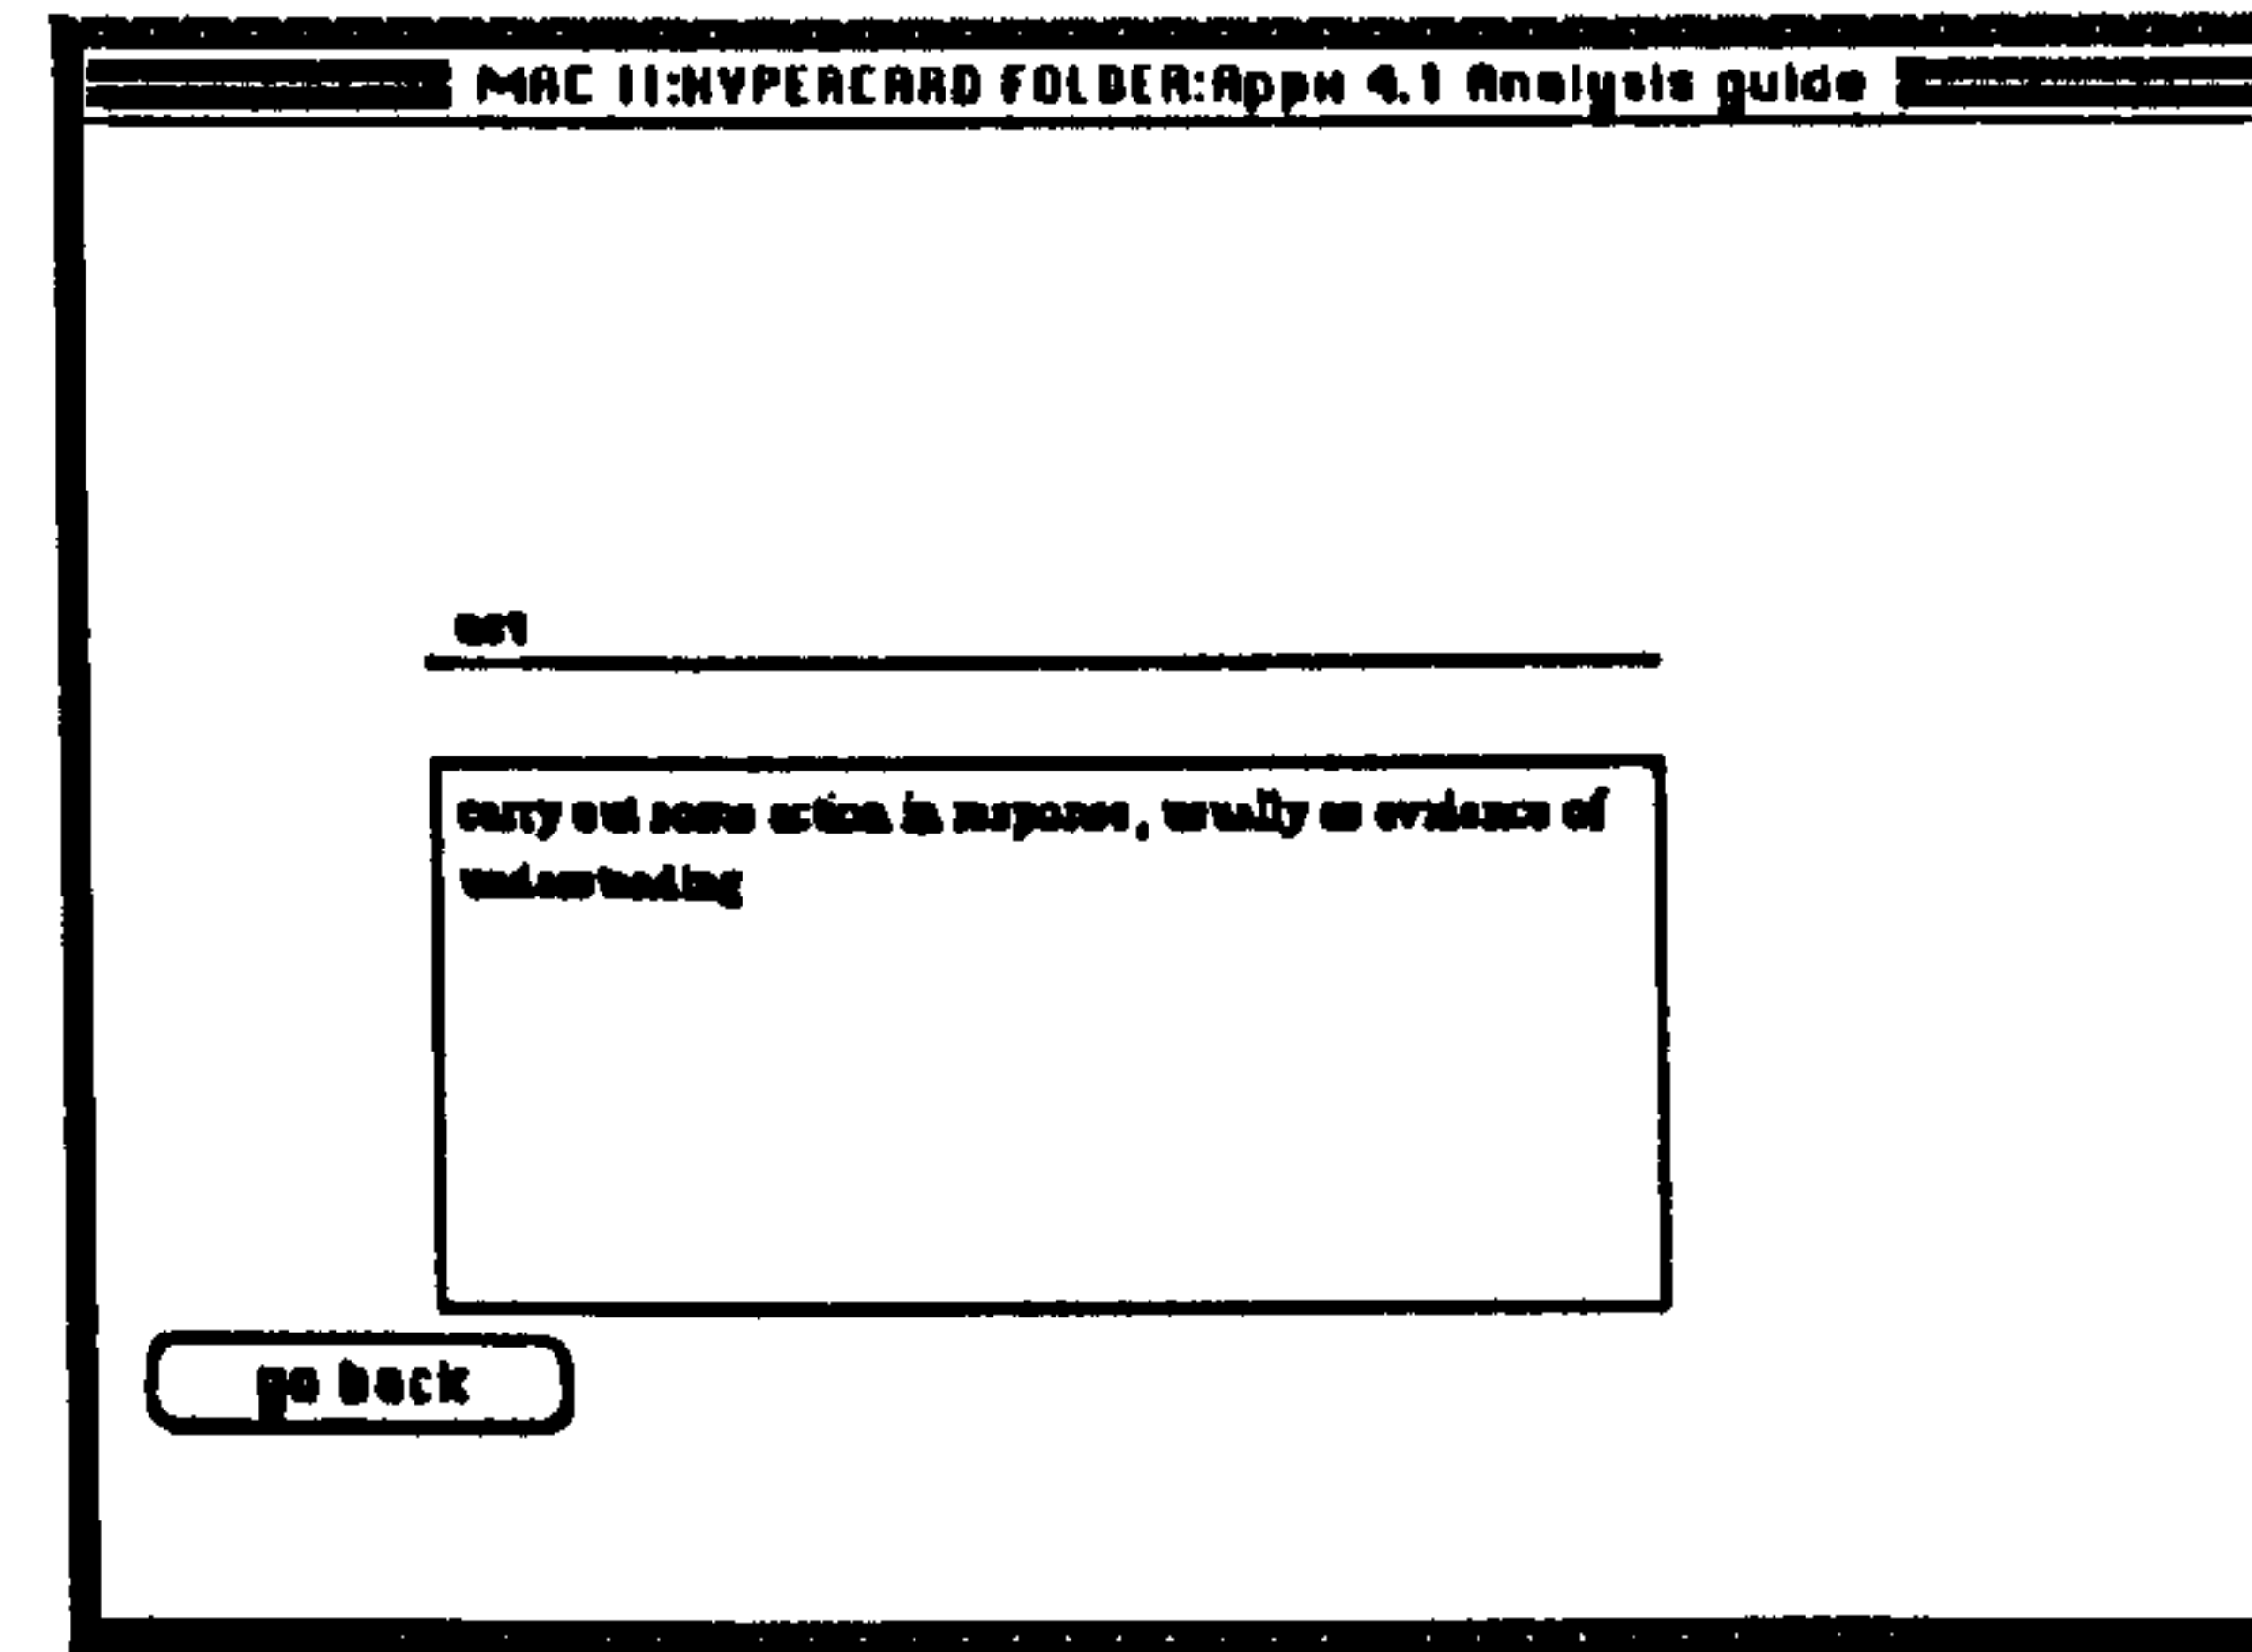 MAC II:HYPERCARD FOLDER:Appx 4.1 Analysis guide
carry out some action in response, usually as evidence of
understanding
go back